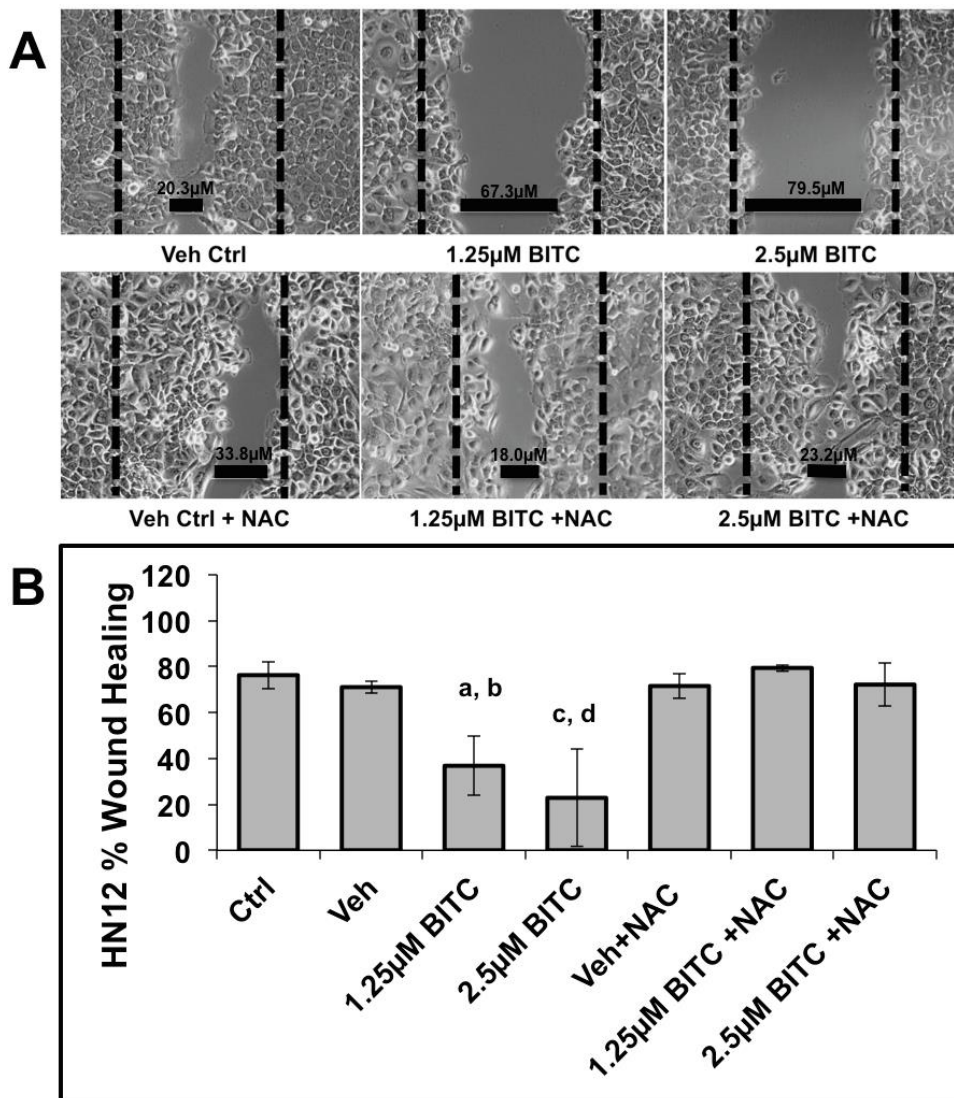 A
20.3µM
67.3µM
79.5µM
Veh Ctrl
1.25µM BITC
2.5µM BITC
33.8µM
18.0µM
23.2µM
Veh Ctrl + NAC
1.25µM BITC +NAC
2.5µM BITC +NAC
B
HN12 % Wound Healing
120
100
80
60
40
20
0
a, b
c, d
Ctrl
Veh
1.25µM BITC
2.5µM BITC
Veh+NAC
1.25µM BITC +NAC
2.5µM BITC +NAC